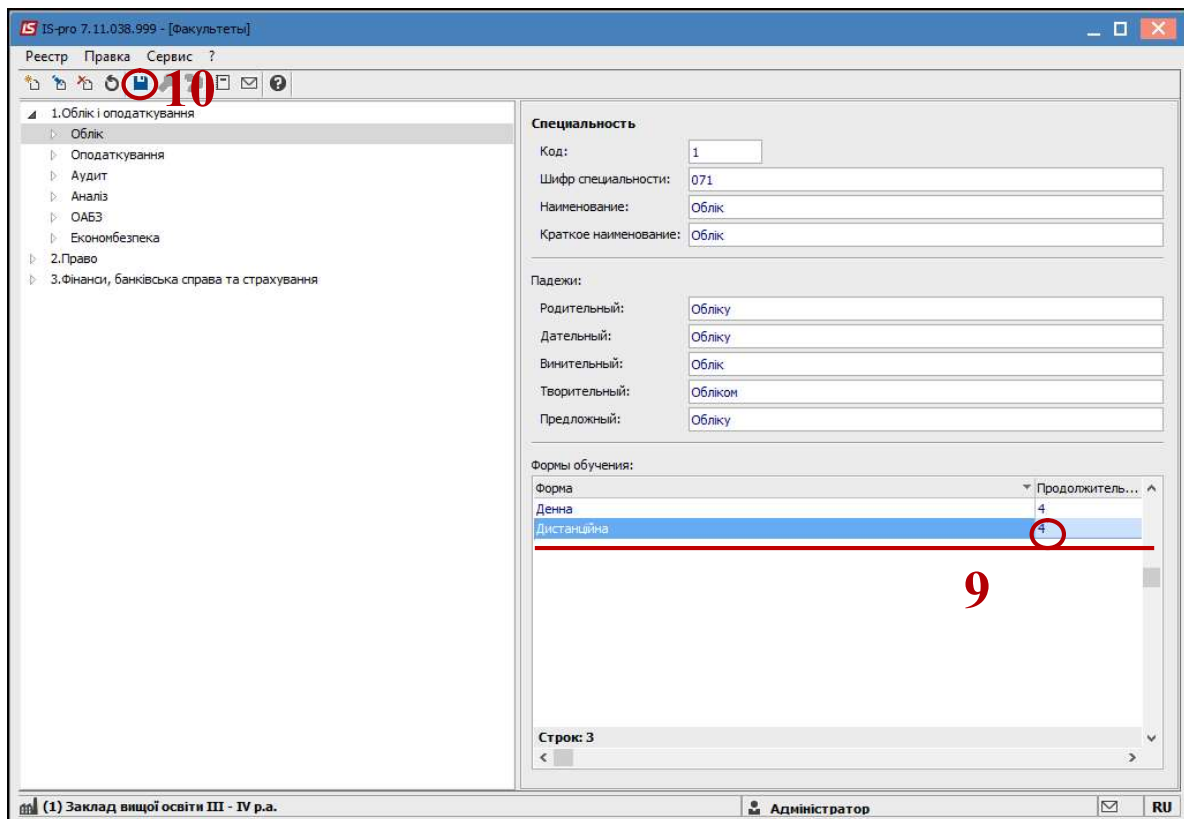 IS-pro 7.11.038.999 - [Факультеты]
Реестр Правка Сервис ?
10
1.Облік і оподаткування
Облік
Оподаткування
Аудит
Аналіз
ОАБЗ
Економбезпека
2.Право
3.Фінанси, банківська справа та страхування
Специальность
Код: 1
Шифр специальности: 071
Наименование: Облік
Краткое наименование: Облік
Падежи:
Родительный: Обліку
Дательный: Обліку
Винительный: Облік
Творительный: Обліком
Предложный: Обліку
Формы обучения:
Форма Продолжитель...
Денна 4
Дистанційна 4
9
Строк: 3
(1) Заклад вищої освіти III - IV р.а. Адміністратор RU